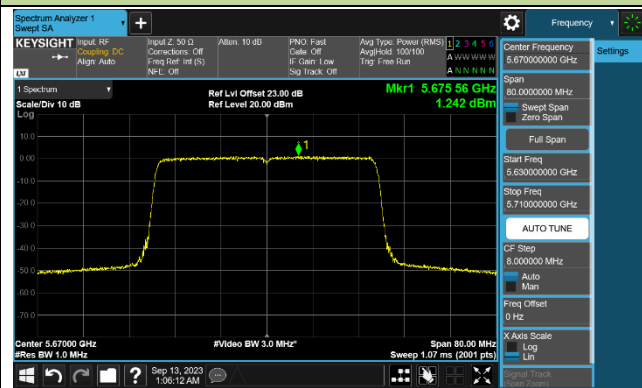 Spectrum Analyzer 1
Swept SA
Frequency
KEYSIGHT
Input: RF
Coupling: DC
Align: Auto
Input Z: 50 Ω
Corrections: Off
Freq Ref: Int (S)
NFE: Off
Atten: 10 dB
PNO: Fast
Gate: Off
IF Gain: Low
Sig Track: Off
Avg Type: Power (RMS)
Avg|Hold: 100/100
Trig: Free Run
1 2 3 4 5 6
A W W W W W
A N N N N N
LXI
1 Spectrum
Scale/Div 10 dB
Log
Ref Lvl Offset 23.00 dB
Ref Level 20.00 dBm
Mkr1 5.675 56 GHz
1.242 dBm
10.0
0.00
-10.0
-20.0
-30.0
-40.0
-50.0
-60.0
-70.0
1
Center 5.67000 GHz
#Res BW 1.0 MHz
#Video BW 3.0 MHz*
Span 80.00 MHz
Sweep 1.07 ms (2001 pts)
Sep 13, 2023
1:06:12 AM
Center Frequency
5.670000000 GHz
Span
80.0000000 MHz
Swept Span
Zero Span
Full Span
Start Freq
5.630000000 GHz
Stop Freq
5.710000000 GHz
AUTO TUNE
CF Step
8.000000 MHz
Auto
Man
Freq Offset
0 Hz
X Axis Scale
Log
Lin
Signal Track
(Span Zoom)
Settings